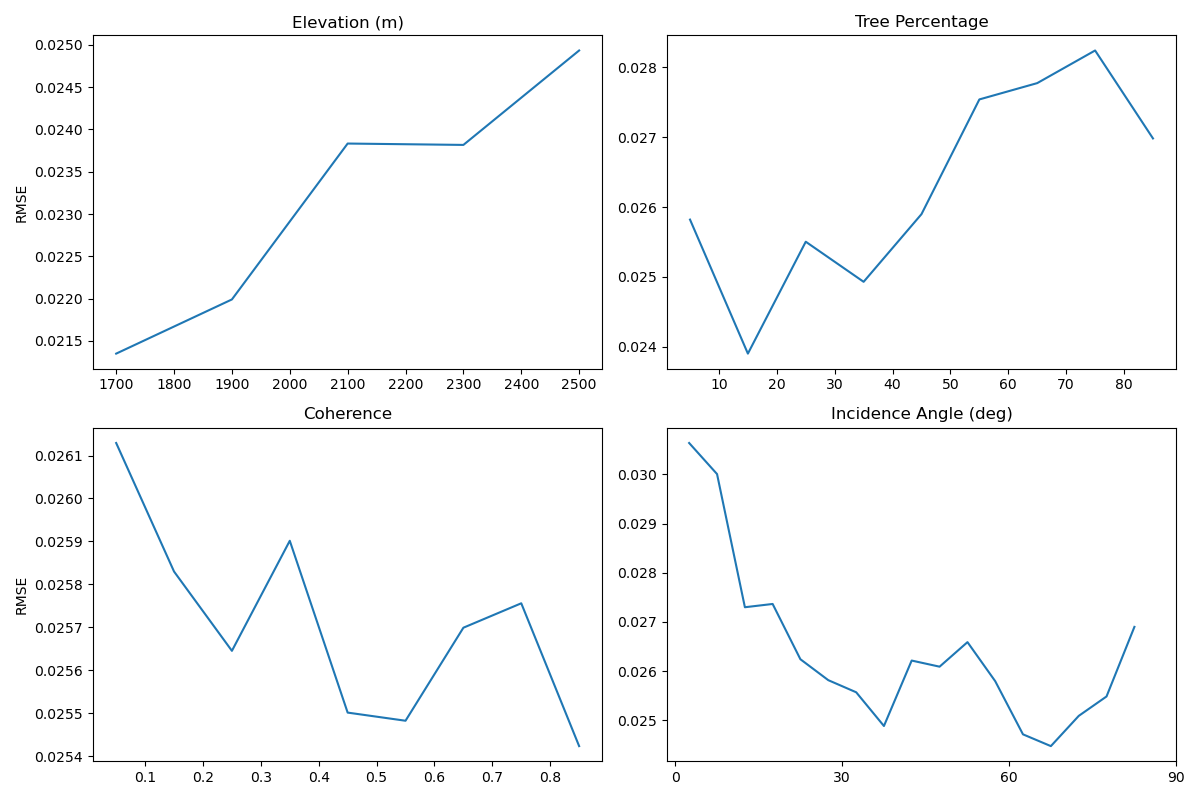 Elevation (m)
0.0250
0.0245
0.0240
0.0235
0.0230
0.0225
0.0220
0.0215
RMSE
1700 1800 1900 2000 2100 2200 2300 2400 2500
Tree Percentage
0.028
0.027
0.026
0.025
0.024
10 20 30 40 50 60 70 80
Coherence
0.0261
0.0260
0.0259
0.0258
0.0257
0.0256
0.0255
0.0254
RMSE
0.1 0.2 0.3 0.4 0.5 0.6 0.7 0.8
Incidence Angle (deg)
0.030
0.029
0.028
0.027
0.026
0.025
0 30 60 90